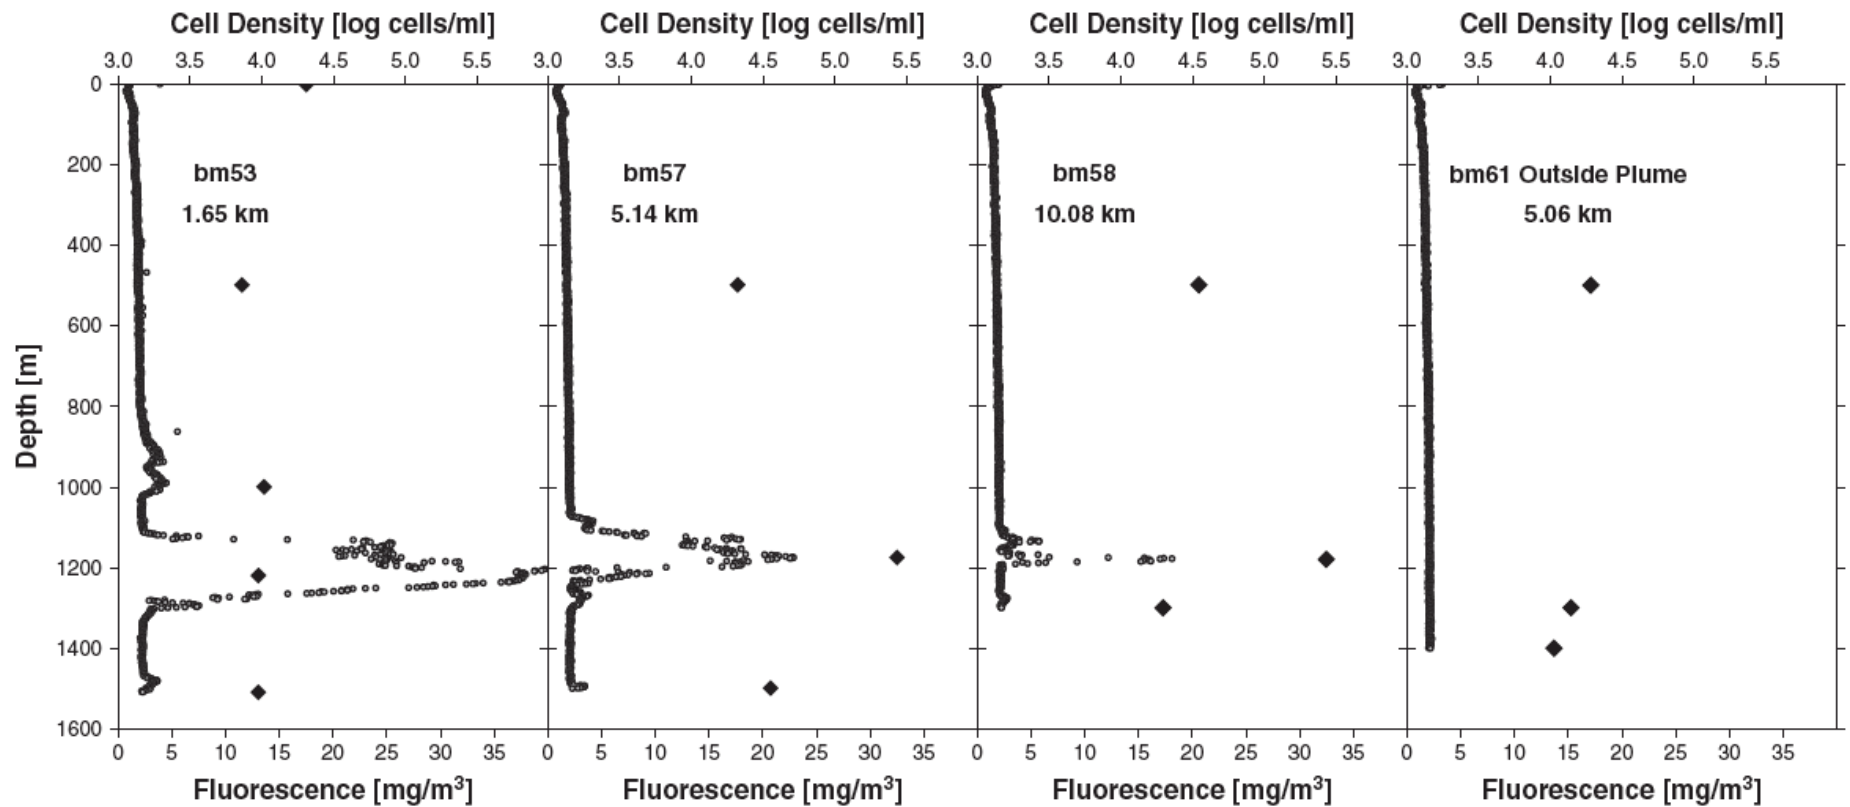 Cell Density [log cells/ml] Cell Density [log cells/ml] Cell Density [log cells/ml] Cell Density [log cells/ml]
3.0 3.5 4.0 4.5 5.0 5.5 3.0 3.5 4.0 4.5 5.0 5.5 3.0 3.5 4.0 4.5 5.0 5.5 3.0 3.5 4.0 4.5 5.0 5.5
0
200
bm53 bm57 bm58 bm61 Outside Plume
1.65 km 5.14 km 10.08 km 5.06 km
400
600
800
Depth [m]
1000
1200
1400
1600
0 5 10 15 20 25 30 35 0 5 10 15 20 25 30 35 0 5 10 15 20 25 30 35 0 5 10 15 20 25 30 35
Fluorescence [mg/m³] Fluorescence [mg/m³] Fluorescence [mg/m³] Fluorescence [mg/m³]